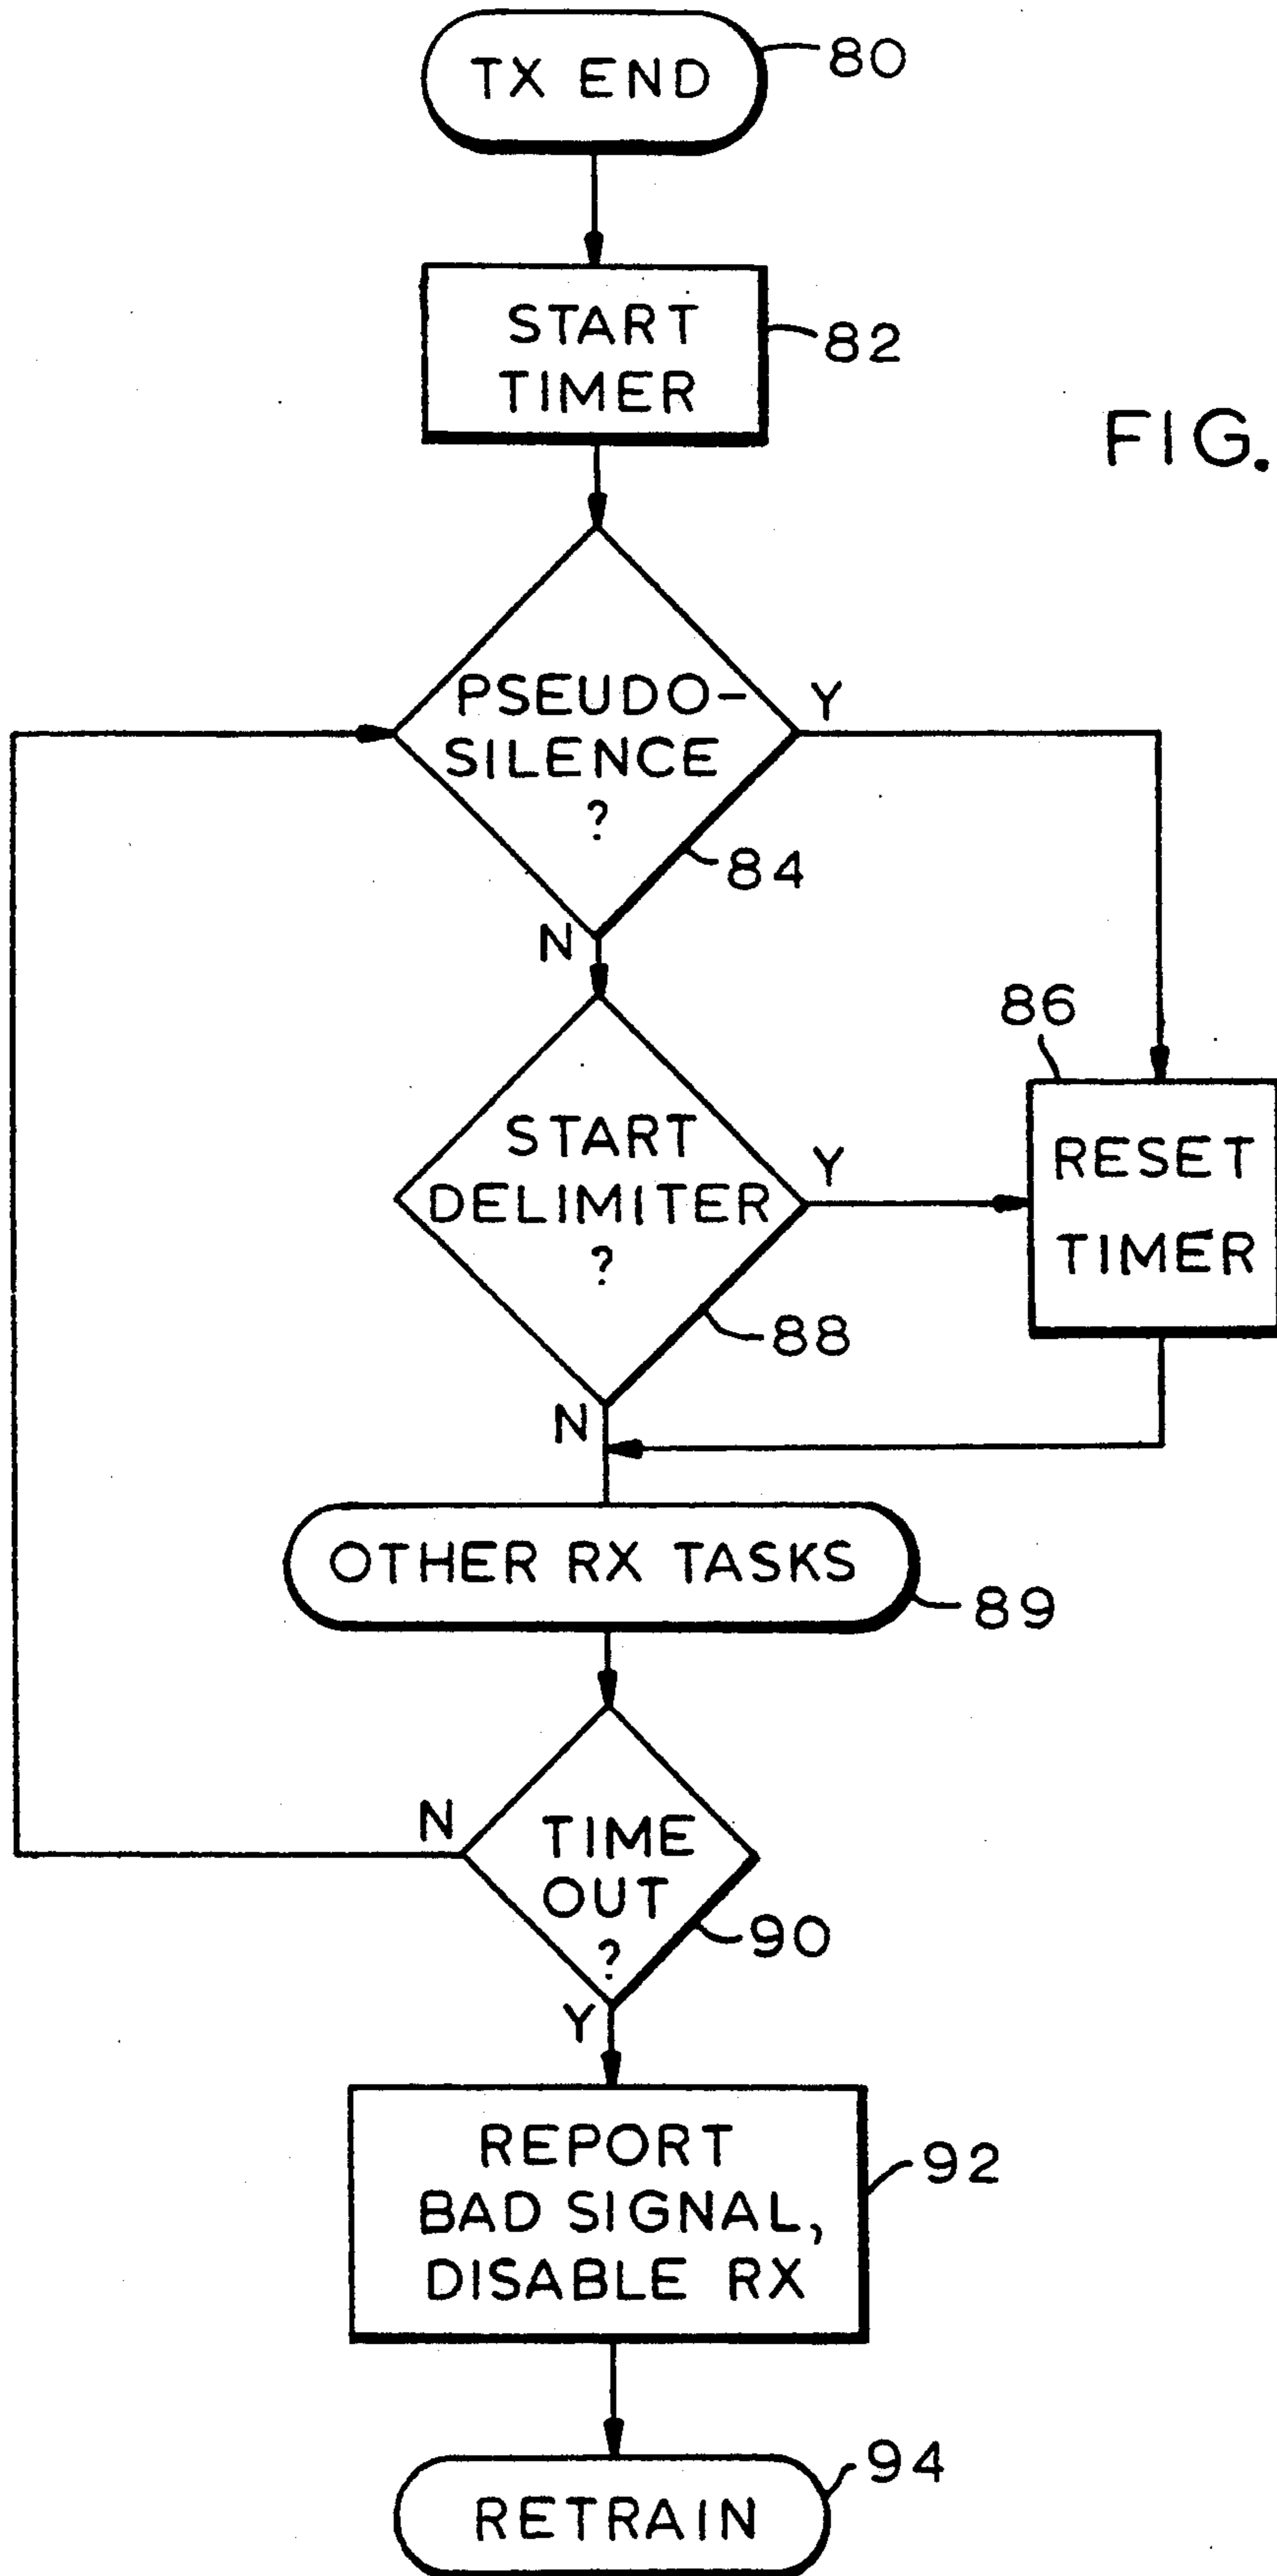 TX END
80
START
TIMER
82
FIG.
PSEUDO-
SILENCE
?
Y
84
N
86
START
DELIMITER
?
Y
RESET
TIMER
88
N
OTHER RX TASKS
89
N
TIME
OUT
?
90
Y
REPORT
BAD SIGNAL,
DISABLE RX
92
94
RETRAIN